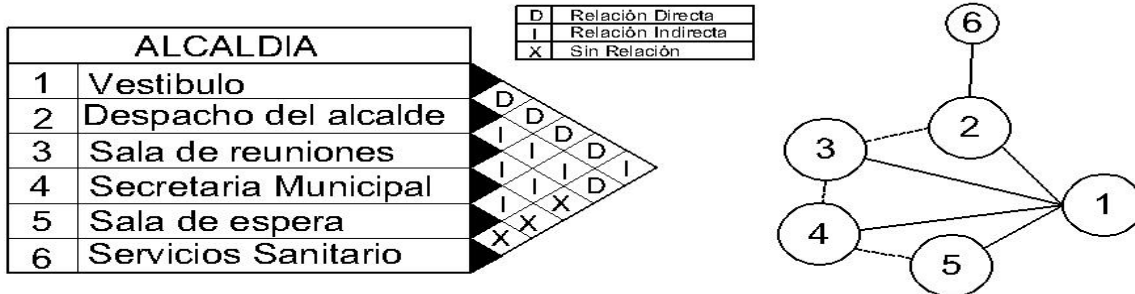 D Relación Directa
I Relación Indirecta
X Sin Relación
ALCALDIA
1 Vestibulo
2 Despacho del alcalde
3 Sala de reuniones
4 Secretaria Municipal
5 Sala de espera
6 Servicios Sanitario
D
D
I D
I D
I I I
I D
I X
X
X
6
2
3
1
4
5